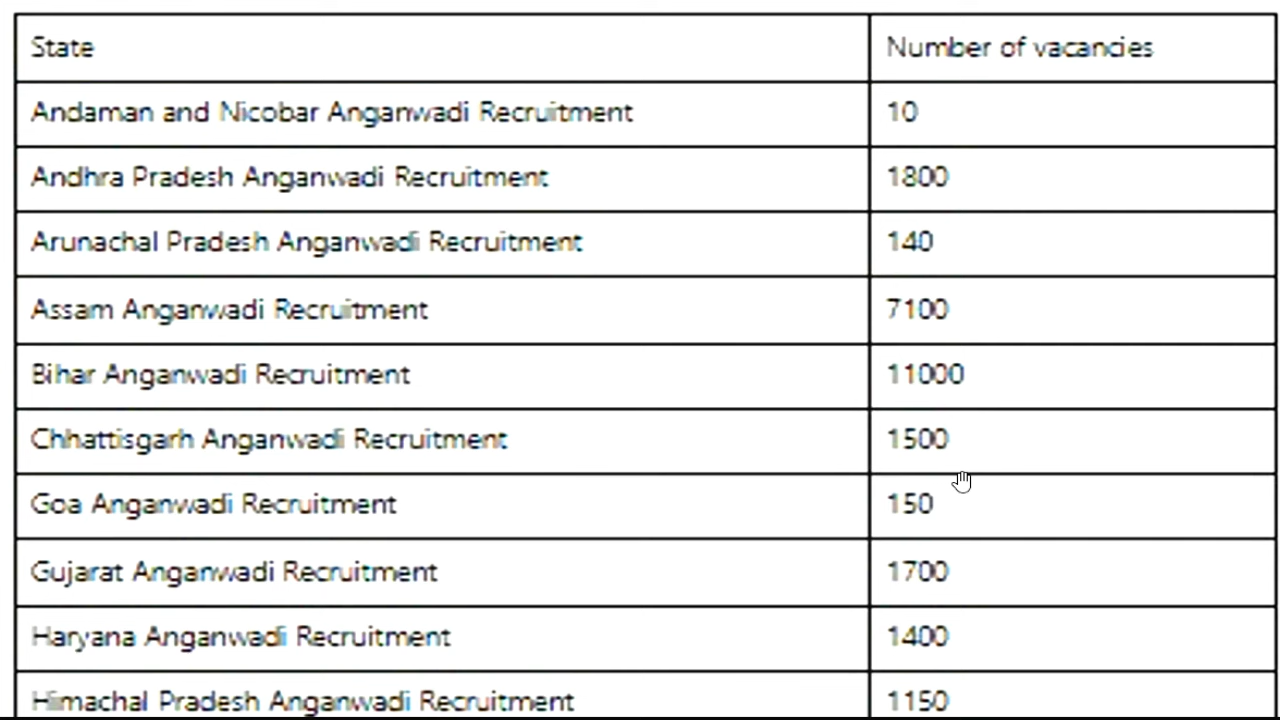 State Number of vacancies
Andaman and Nicobar Anganwadi Recruitment 10
Andhra Pradesh Anganwadi Recruitment 1800
Arunachal Pradesh Anganwadi Recruitment 140
Assam Anganwadi Recruitment 7100
Bihar Anganwadi Recruitment 11000
Chhattisgarh Anganwadi Recruitment 1500
Goa Anganwadi Recruitment 150
Gujarat Anganwadi Recruitment 1700
Haryana Anganwadi Recruitment 1400
Himachal Pradesh Anganwadi Recruitment 1150